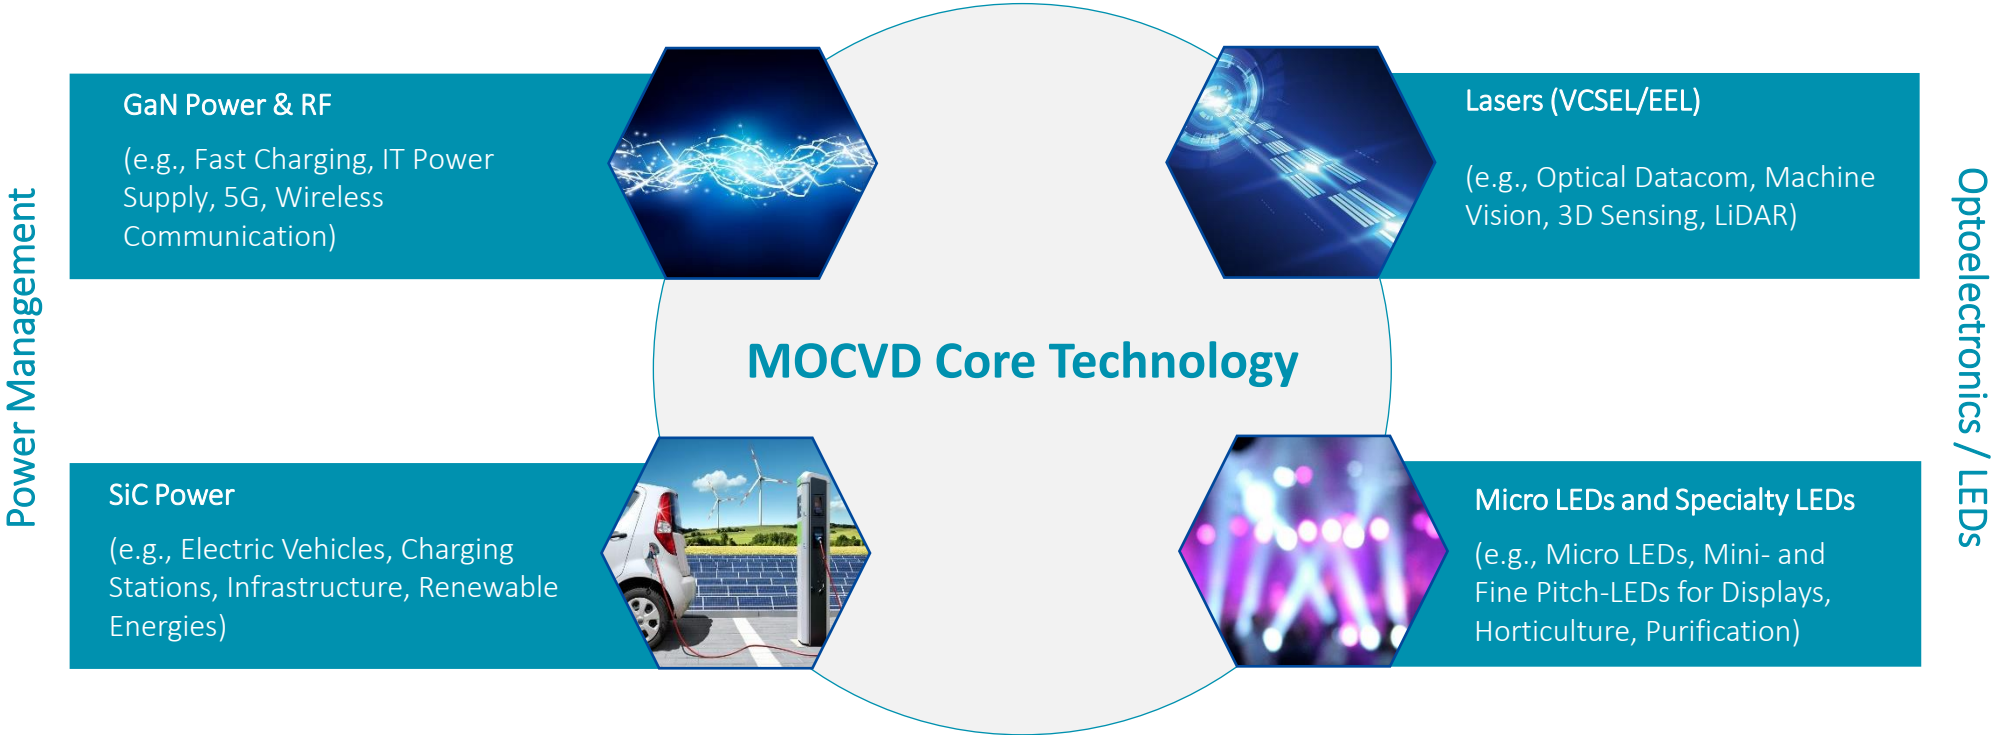 Power Management
GaN Power & RF
(e.g., Fast Charging, IT Power
Supply, 5G, Wireless
Communication)
SiC Power
(e.g., Electric Vehicles, Charging
Stations, Infrastructure, Renewable
Energies)
MOCVD Core Technology
Lasers (VCSEL/EEL)
(e.g., Optical Datacom, Machine
Vision, 3D Sensing, LiDAR)
Micro LEDs and Specialty LEDs
(e.g., Micro LEDs, Mini- and
Fine Pitch-LEDs for Displays,
Horticulture, Purification)
Optoelectronics / LEDs